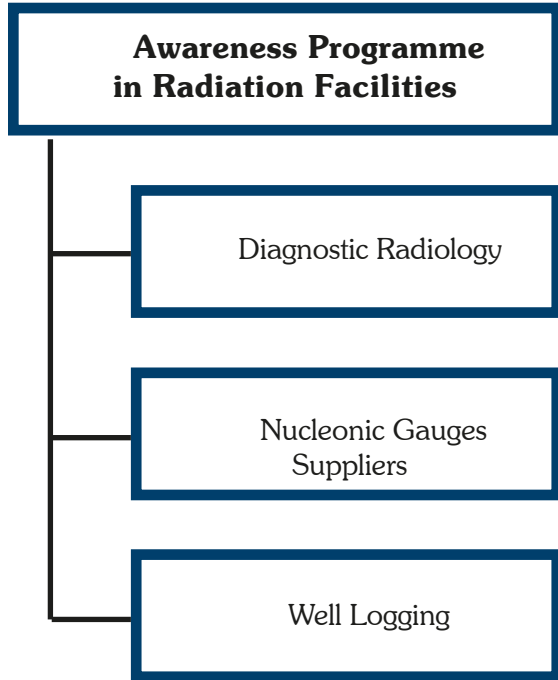 Awareness Programme
in Radiation Facilities
Diagnostic Radiology
Nucleonic Gauges
Suppliers
Well Logging